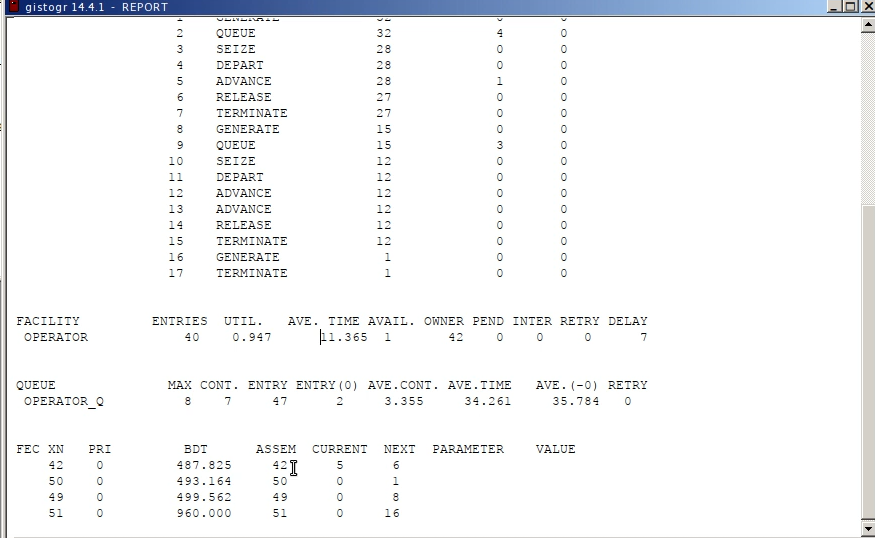 gistogr 14.4.1 - REPORT
1 GENERATE 32 0 0
2 QUEUE 32 4 0
3 SEIZE 28 0 0
4 DEPART 28 0 0
5 ADVANCE 28 1 0
6 RELEASE 27 0 0
7 TERMINATE 27 0 0
8 GENERATE 15 0 0
9 QUEUE 15 3 0
10 SEIZE 12 0 0
11 DEPART 12 0 0
12 ADVANCE 12 0 0
13 ADVANCE 12 0 0
14 RELEASE 12 0 0
15 TERMINATE 12 0 0
16 GENERATE 1 0 0
17 TERMINATE 1 0 0
FACILITY ENTRIES UTIL. AVE. TIME AVAIL. OWNER PEND INTER RETRY DELAY
OPERATOR 40 0.947 11.365 1 42 0 0 0 7
QUEUE MAX CONT. ENTRY ENTRY(0) AVE.CONT. AVE.TIME AVE.(-0) RETRY
OPERATOR_Q 8 7 47 2 3.355 34.261 35.784 0
FEC XN PRI BDT ASSEM CURRENT NEXT PARAMETER VALUE
42 0 487.825 42 5 6
50 0 493.164 50 0 1
49 0 499.562 49 0 8
51 0 960.000 51 0 16